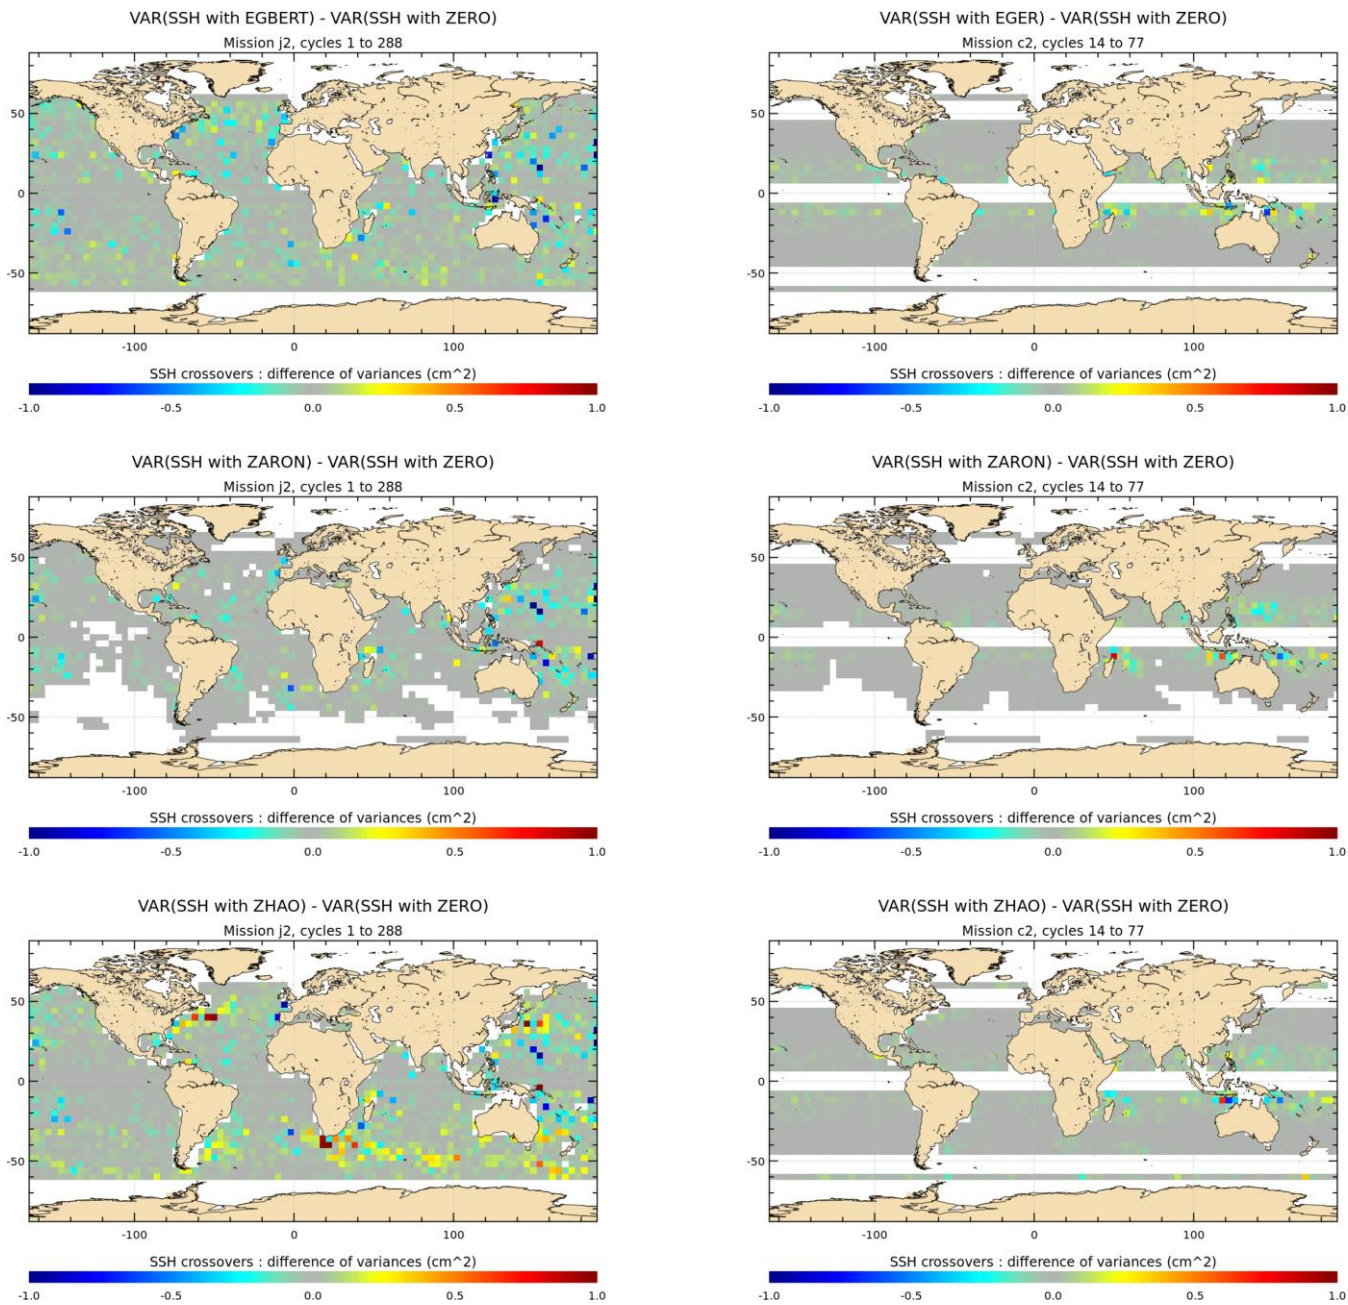 VAR(SSH with EGBERT) - VAR(SSH with ZERO)
Mission j2, cycles 1 to 288
50
0
-50
-100 0 100
SSH crossovers : difference of variances (cm^2)
-1.0 -0.5 0.0 0.5 1.0
VAR(SSH with EGER) - VAR(SSH with ZERO)
Mission c2, cycles 14 to 77
50
0
-50
-100 0 100
SSH crossovers : difference of variances (cm^2)
-1.0 -0.5 0.0 0.5 1.0
VAR(SSH with ZARON) - VAR(SSH with ZERO)
Mission j2, cycles 1 to 288
50
0
-50
-100 0 100
SSH crossovers : difference of variances (cm^2)
-1.0 -0.5 0.0 0.5 1.0
VAR(SSH with ZARON) - VAR(SSH with ZERO)
Mission c2, cycles 14 to 77
50
0
-50
-100 0 100
SSH crossovers : difference of variances (cm^2)
-1.0 -0.5 0.0 0.5 1.0
VAR(SSH with ZHAO) - VAR(SSH with ZERO)
Mission j2, cycles 1 to 288
50
0
-50
-100 0 100
SSH crossovers : difference of variances (cm^2)
-1.0 -0.5 0.0 0.5 1.0
VAR(SSH with ZHAO) - VAR(SSH with ZERO)
Mission c2, cycles 14 to 77
50
0
-50
-100 0 100
SSH crossovers : difference of variances (cm^2)
-1.0 -0.5 0.0 0.5 1.0